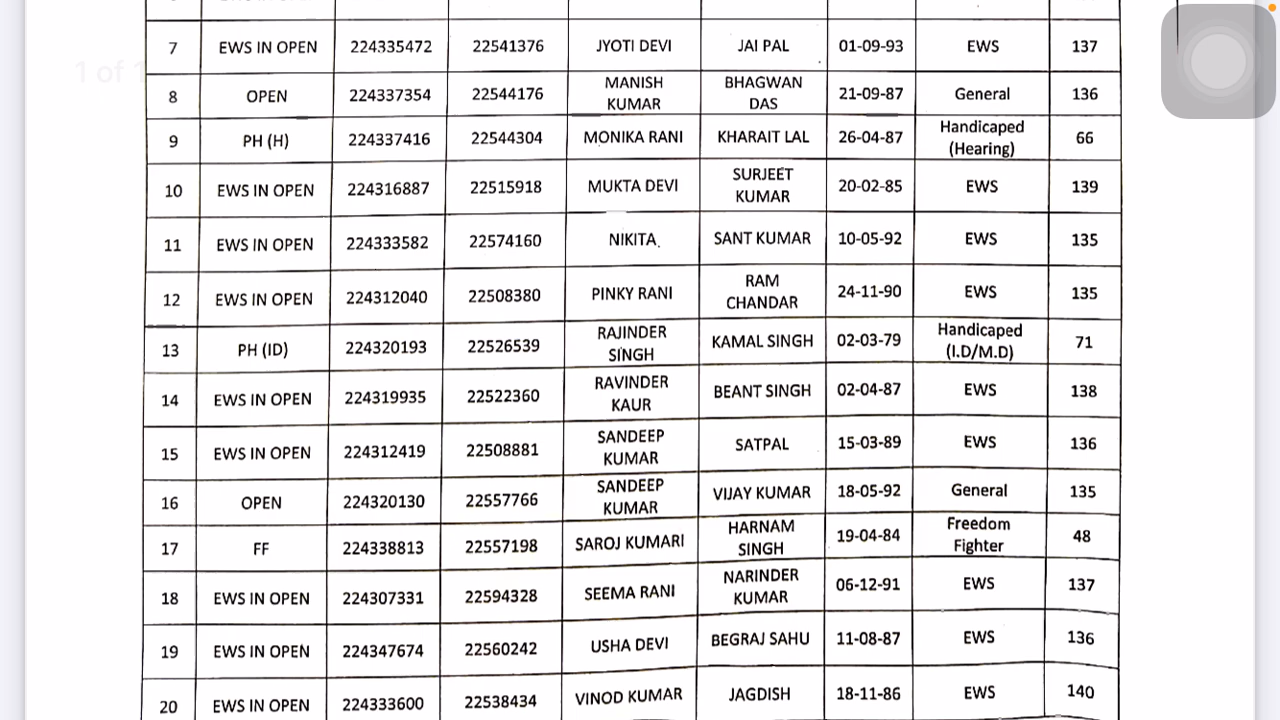 1 of 1
7 EWS IN OPEN 224335472 22541376 JYOTI DEVI JAI PAL 01-09-93 EWS 137
8 OPEN 224337354 22544176 MANISH KUMAR BHAGWAN DAS 21-09-87 General 136
9 PH (H) 224337416 22544304 MONIKA RANI KHARAIT LAL 26-04-87 Handicaped (Hearing) 66
10 EWS IN OPEN 224316887 22515918 MUKTA DEVI SURJEET KUMAR 20-02-85 EWS 139
11 EWS IN OPEN 224333582 22574160 NIKITA SANT KUMAR 10-05-92 EWS 135
12 EWS IN OPEN 224312040 22508380 PINKY RANI RAM CHANDAR 24-11-90 EWS 135
13 PH (ID) 224320193 22526539 RAJINDER SINGH KAMAL SINGH 02-03-79 Handicaped (I.D/M.D) 71
14 EWS IN OPEN 224319935 22522360 RAVINDER KAUR BEANT SINGH 02-04-87 EWS 138
15 EWS IN OPEN 224312419 22508881 SANDEEP KUMAR SATPAL 15-03-89 EWS 136
16 OPEN 224320130 22557766 SANDEEP KUMAR VIJAY KUMAR 18-05-92 General 135
17 FF 224338813 22557198 SAROJ KUMARI HARNAM SINGH 19-04-84 Freedom Fighter 48
18 EWS IN OPEN 224307331 22594328 SEEMA RANI NARINDER KUMAR 06-12-91 EWS 137
19 EWS IN OPEN 224347674 22560242 USHA DEVI BEGRAJ SAHU 11-08-87 EWS 136
20 EWS IN OPEN 224333600 22538434 VINOD KUMAR JAGDISH 18-11-86 EWS 140